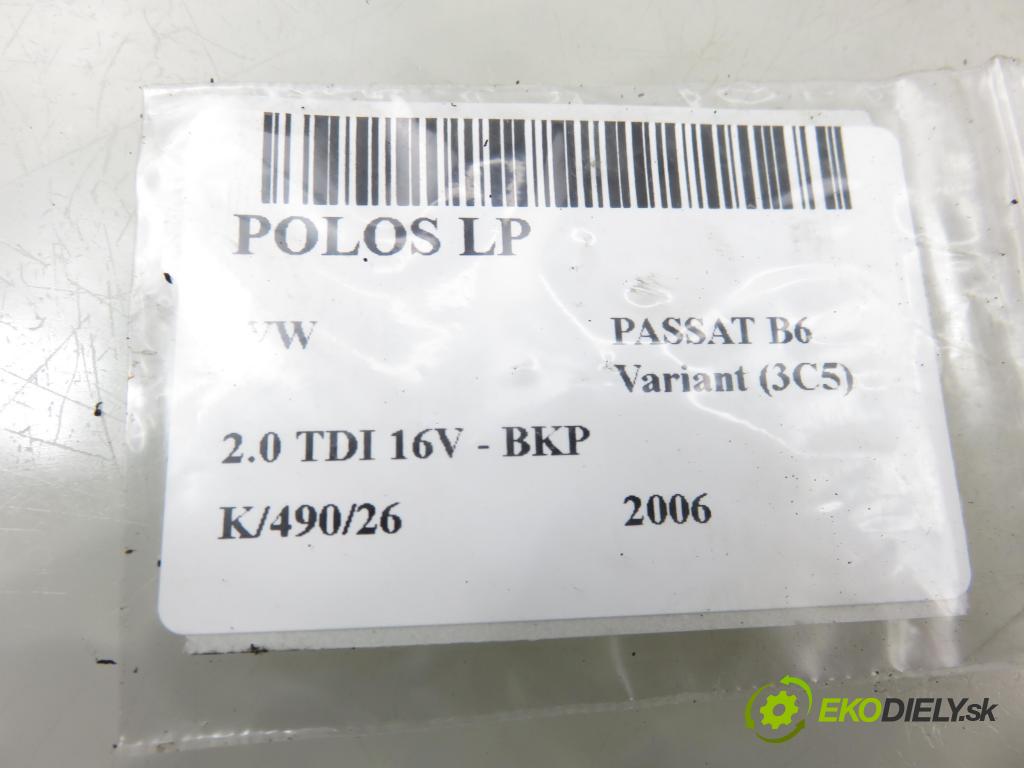 POLOS LP
VW
PASSAT B6
Variant (3C5)
2.0 TDI 16V - BKP
K/490/26
2006
EKODIELY.sk